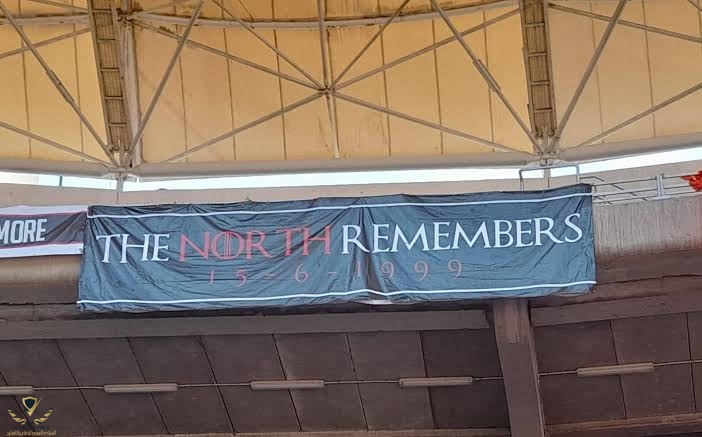 MORE
THE NORTH REMEMBERS
15-6-1999